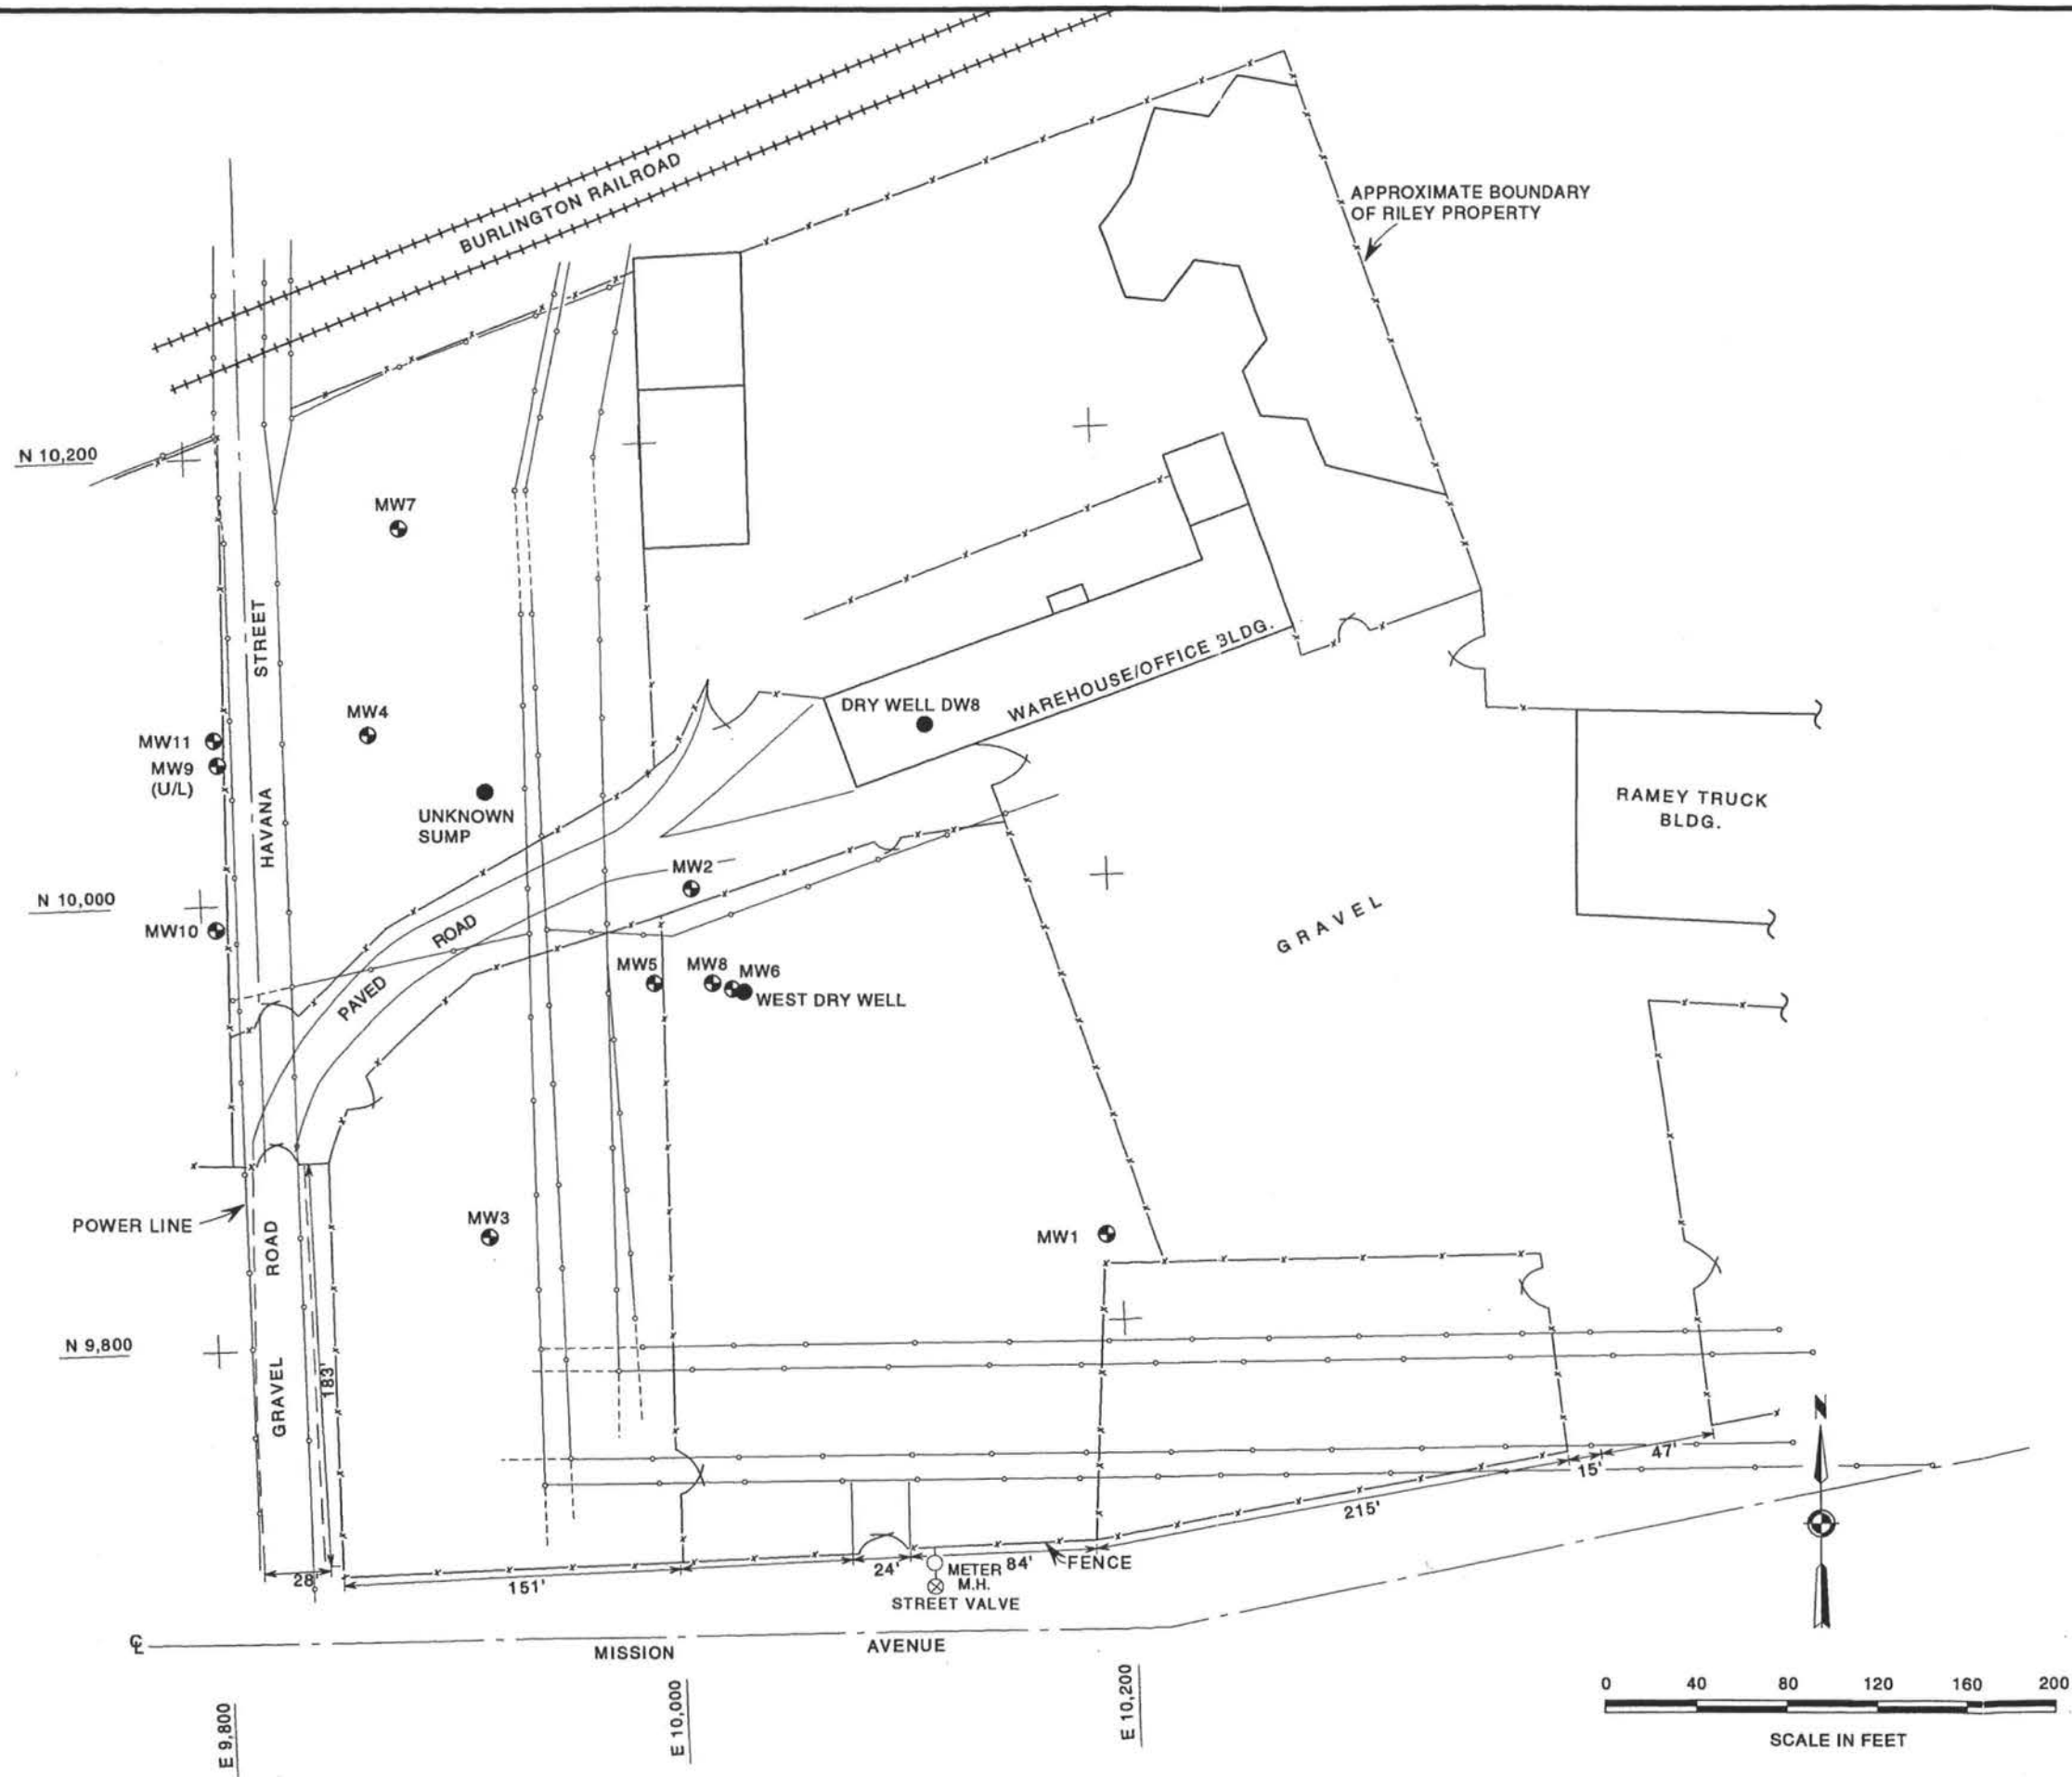 BURLINGTON RAILROAD
APPROXIMATE BOUNDARY
OF RILEY PROPERTY
N 10,200
MW7
STREET
HAVANA
MW4
MW11
MW9
(U/L)
UNKNOWN
SUMP
DRY WELL DW8
WAREHOUSE/OFFICE BLDG.
RAMEY TRUCK
BLDG.
MW2
N 10,000
MW10
PAVED
ROAD
GRAVEL
MW5
MW8
MW6
WEST DRY WELL
POWER LINE
MW3
MW1
GRAVEL
ROAD
N 9,800
183'
N
47'
15'
215'
28'
151'
24'
84'
METER
M.H.
FENCE
STREET VALVE
℄
MISSION
AVENUE
E 9,800
E 10,000
E 10,200
0 40 80 120 160 200
SCALE IN FEET